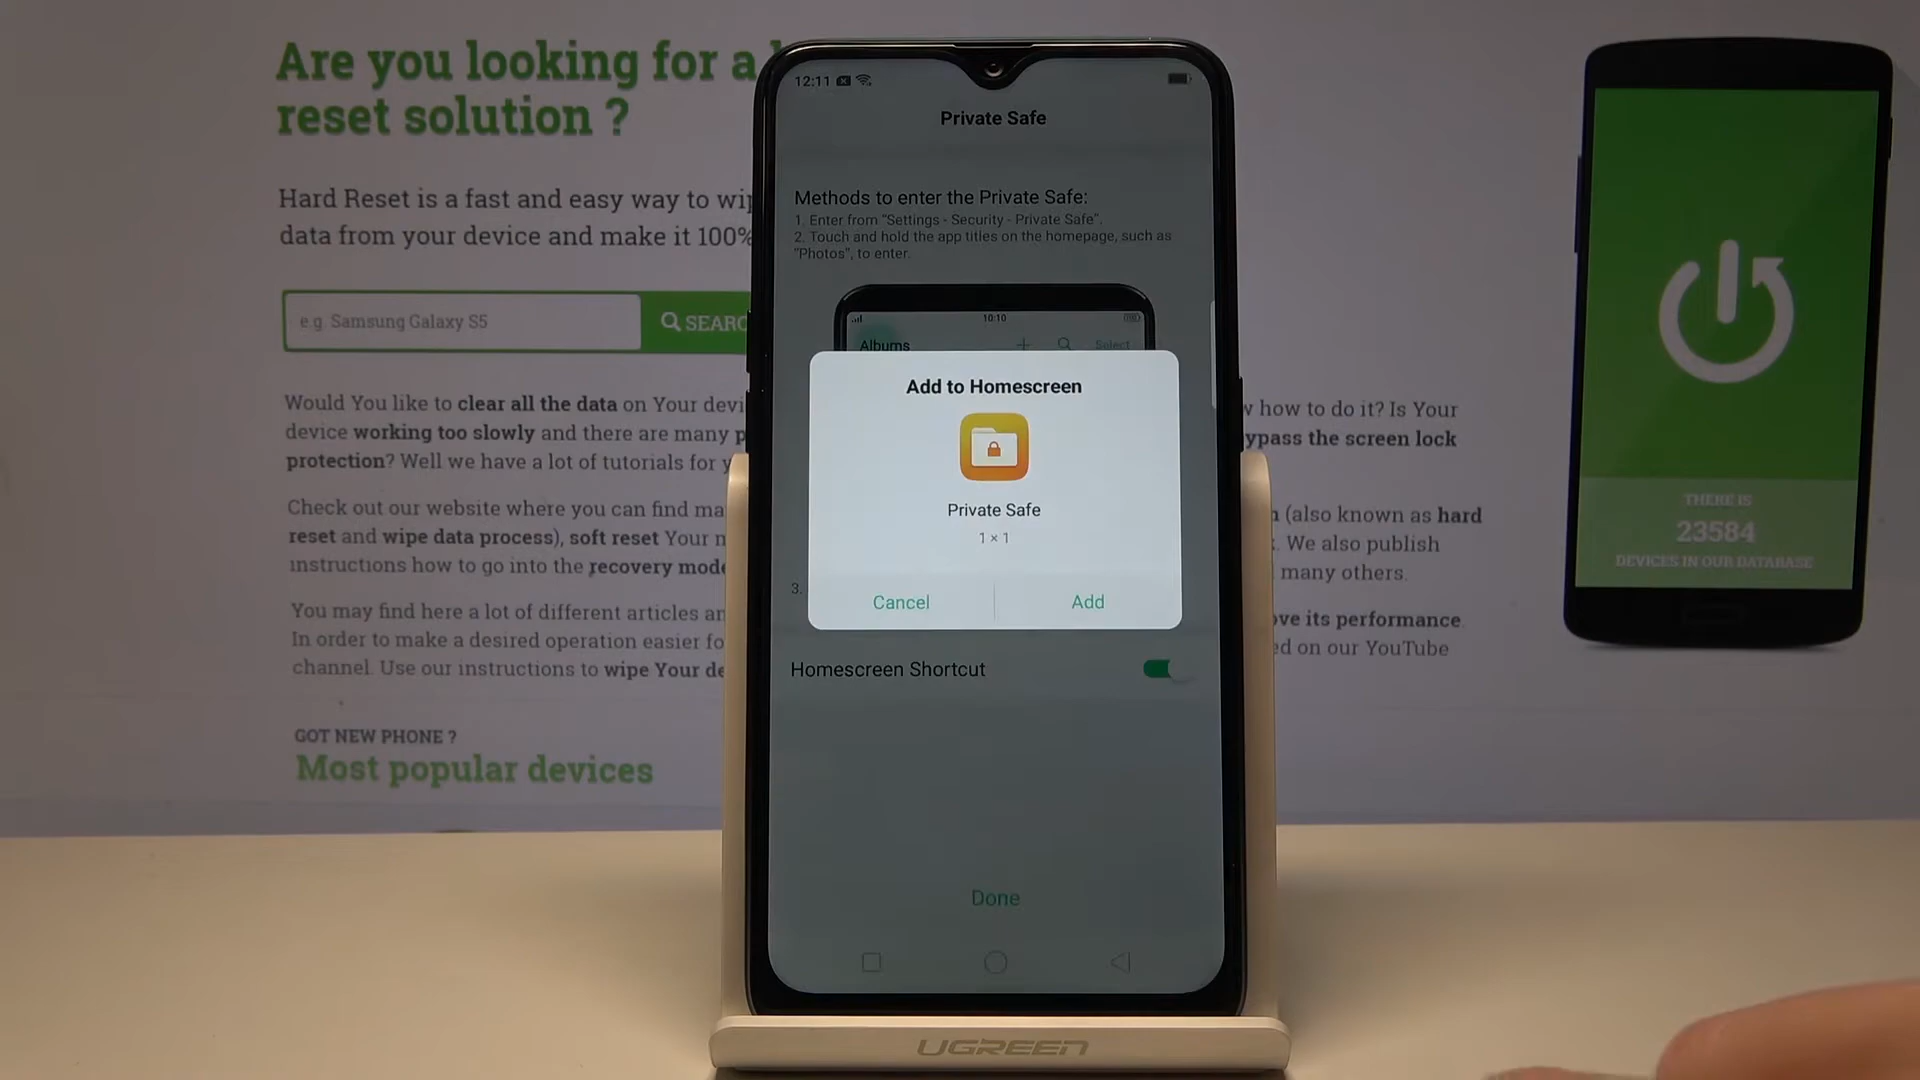 Are you looking for a
reset solution ?
Hard Reset is a fast and easy way to
data from your device and make it 100%
e.g. Samsung Galaxy S5
SEARC
Would You like to clear all the data on Your
device working too slowly and there are many
protection? Well we have a lot of tutorials for
Check out our website where you can find
reset and wipe data process), soft reset Your
instructions how to go into the recovery
You may find here a lot of different articles
In order to make a desired operation easier
channel. Use our instructions to wipe Your
GOT NEW PHONE ?
Most popular devices
12:11
Private Safe
Methods to enter the Private Safe:
1. Enter from "Settings - Security - Private Safe".
2. Touch and hold the app titles on the homepage, such as
"Photos", to enter.
10:10
Albums
Select
Add to Homescreen
Private Safe
1 × 1
Cancel
Add
3.
Homescreen Shortcut
Done
UGREEN
how to do it? Is Your
ypass the screen lock
(also known as hard
We also publish
many others.
ove its performance
on our YouTube
THERE IS
23584
DEVICES IN OUR DATABASE